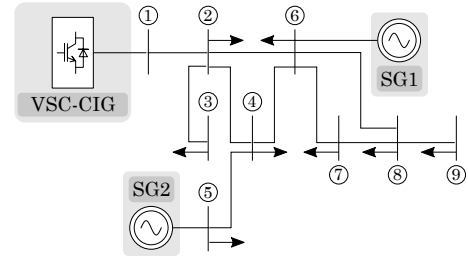 ① ② ⑥
SG1
VSC-CIG
③ ④
⑦ ⑧ ⑨
SG2
⑤